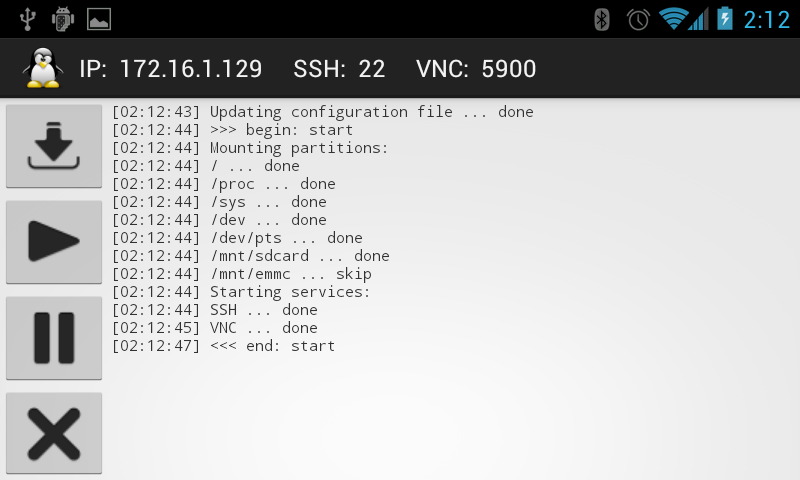 2:12
IP: 172.16.1.129 SSH: 22 VNC: 5900
[02:12:43] Updating configuration file ... done
[02:12:44] >>> begin: start
[02:12:44] Mounting partitions:
[02:12:44] / ... done
[02:12:44] /proc ... done
[02:12:44] /sys ... done
[02:12:44] /dev ... done
[02:12:44] /dev/pts ... done
[02:12:44] /mnt/sdcard ... done
[02:12:44] /mnt/emmc ... skip
[02:12:44] Starting services:
[02:12:44] SSH ... done
[02:12:45] VNC ... done
[02:12:47] <<< end: start